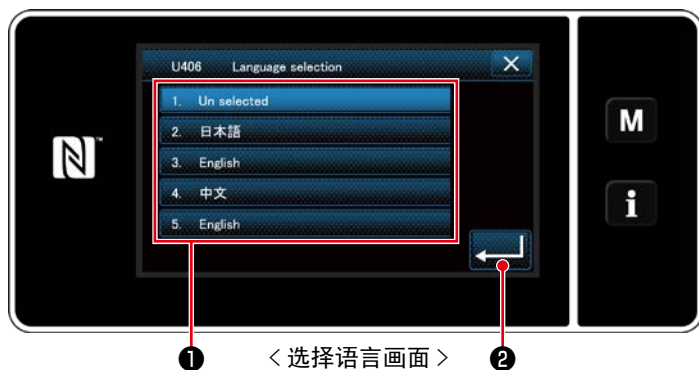 U406 Language selection
1. Un selected
2. 日本語
3. English
4. 中文
5. English
M
i
❶ <选择语言画面> ❷